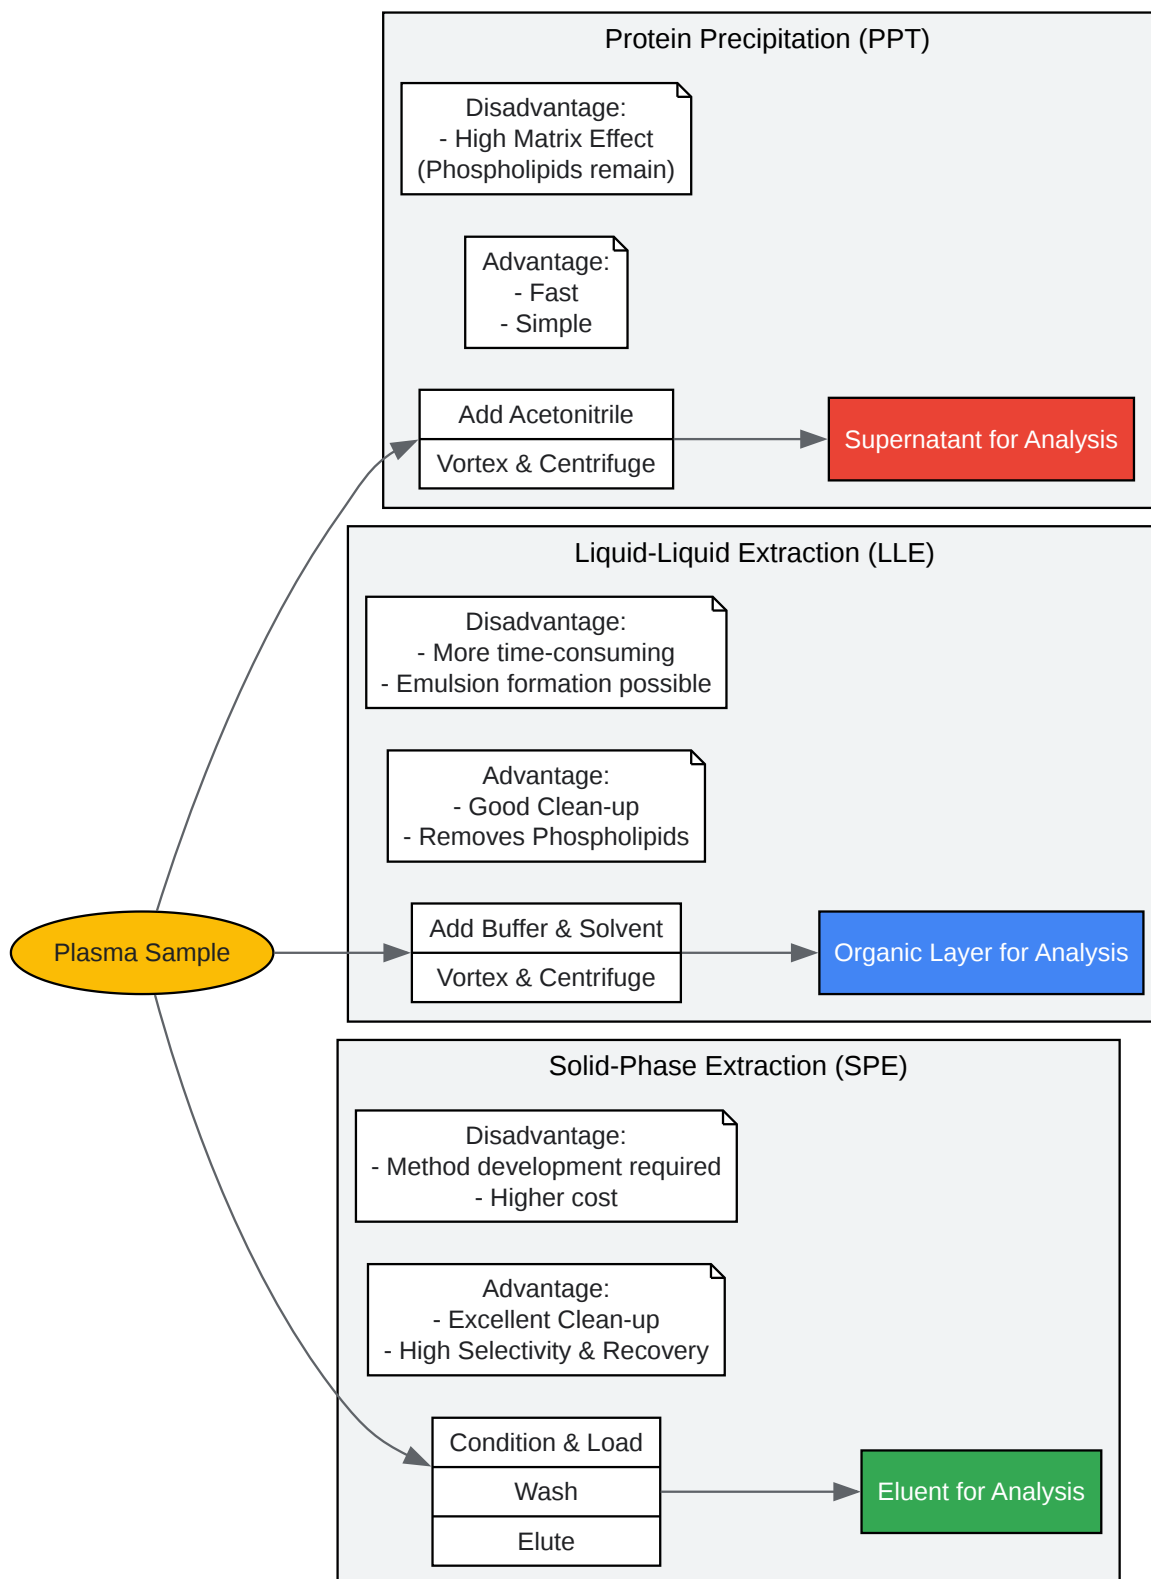 Protein Precipitation (PPT)
Disadvantage:
- High Matrix Effect
(Phospholipids remain)
Advantage:
- Fast
- Simple
Add Acetonitrile
Vortex & Centrifuge
Supernatant for Analysis
Liquid-Liquid Extraction (LLE)
Disadvantage:
- More time-consuming
- Emulsion formation possible
Advantage:
- Good Clean-up
- Removes Phospholipids
Plasma Sample
Add Buffer & Solvent
Vortex & Centrifuge
Organic Layer for Analysis
Solid-Phase Extraction (SPE)
Disadvantage:
- Method development required
- Higher cost
Advantage:
- Excellent Clean-up
- High Selectivity & Recovery
Condition & Load
Wash
Elute
Eluent for Analysis